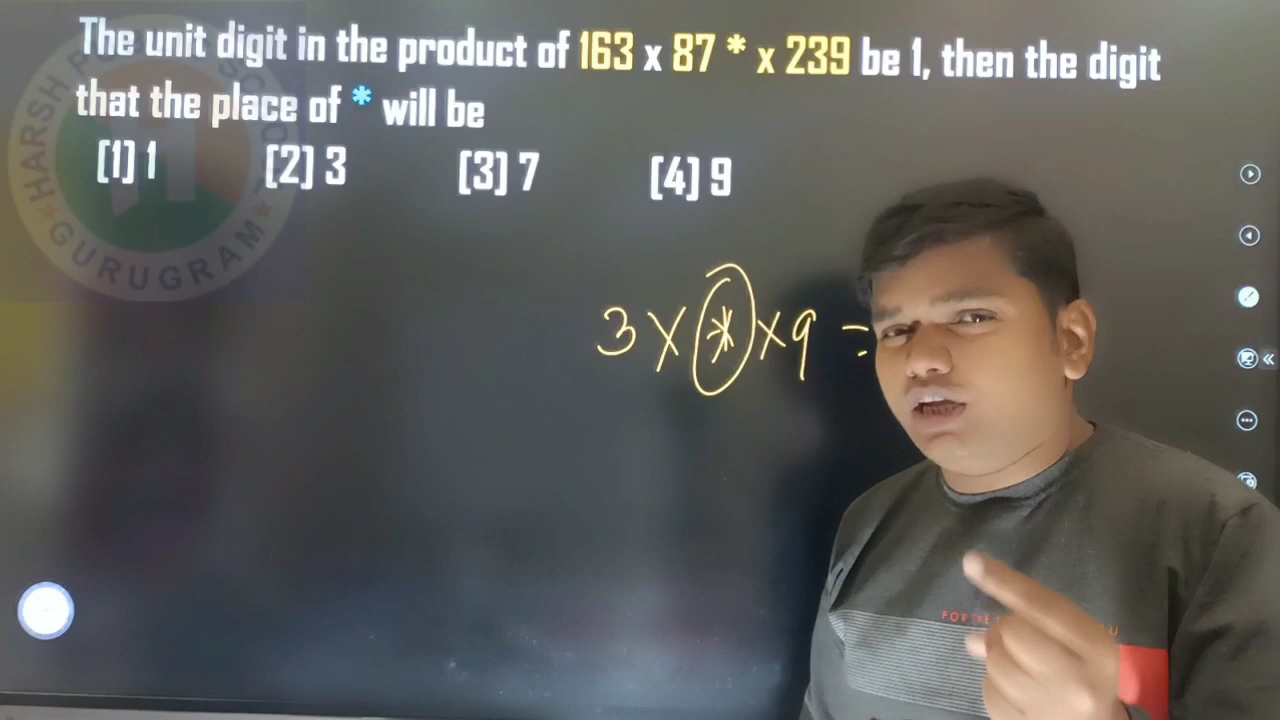 The unit digit in the product of 163 x 87 * x 239 be 1, then the digit
that the place of * will be
(1) 1 (2) 3 (3) 7 (4) 9
3 × * × 9 =
HARSH
GURUGRAM